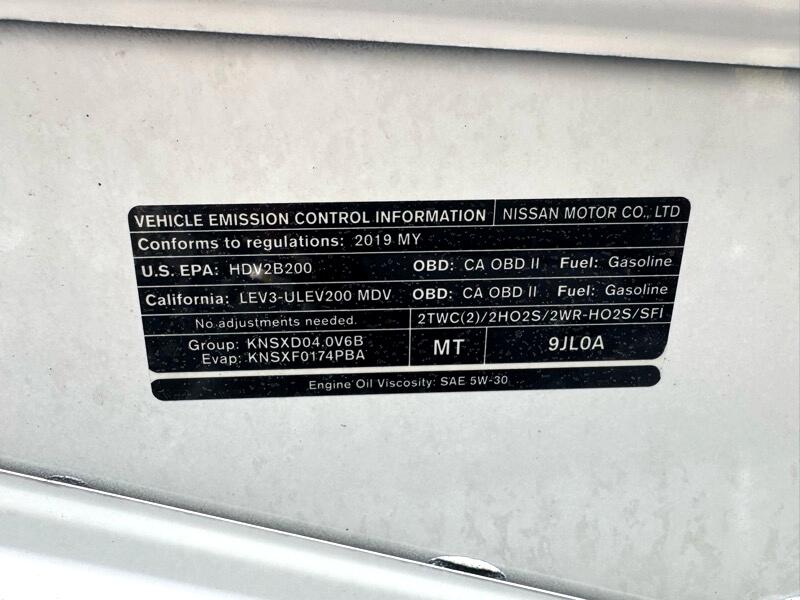 VEHICLE EMISSION CONTROL INFORMATION NISSAN MOTOR CO., LTD
Conforms to regulations: 2019 MY
U.S. EPA: HDV2B200 OBD: CA OBD II Fuel: Gasoline
California: LEV3-ULEV200 MDV OBD: CA OBD II Fuel: Gasoline
No adjustments needed. 2TWC(2)/2HO2S/2WR-HO2S/SFI
Group: KNSXD04.0V6B
Evap: KNSXF0174PBA
MT 9JL0A
Engine Oil Viscosity: SAE 5W-30